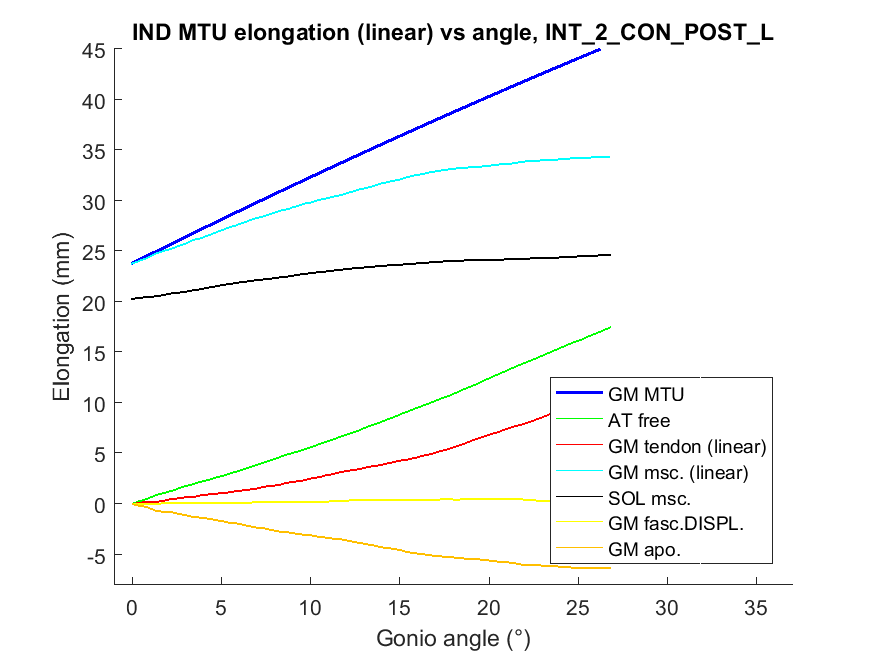 IND MTU elongation (linear) vs angle, INT_2_CON_POST_L
45
40
35
30
25
20
15
10
5
0
-5
Elongation (mm)
GM MTU
AT free
GM tendon (linear)
GM msc. (linear)
SOL msc.
GM fasc.DISPL.
GM apo.
0 5 10 15 20 25 30 35
Gonio angle (°)